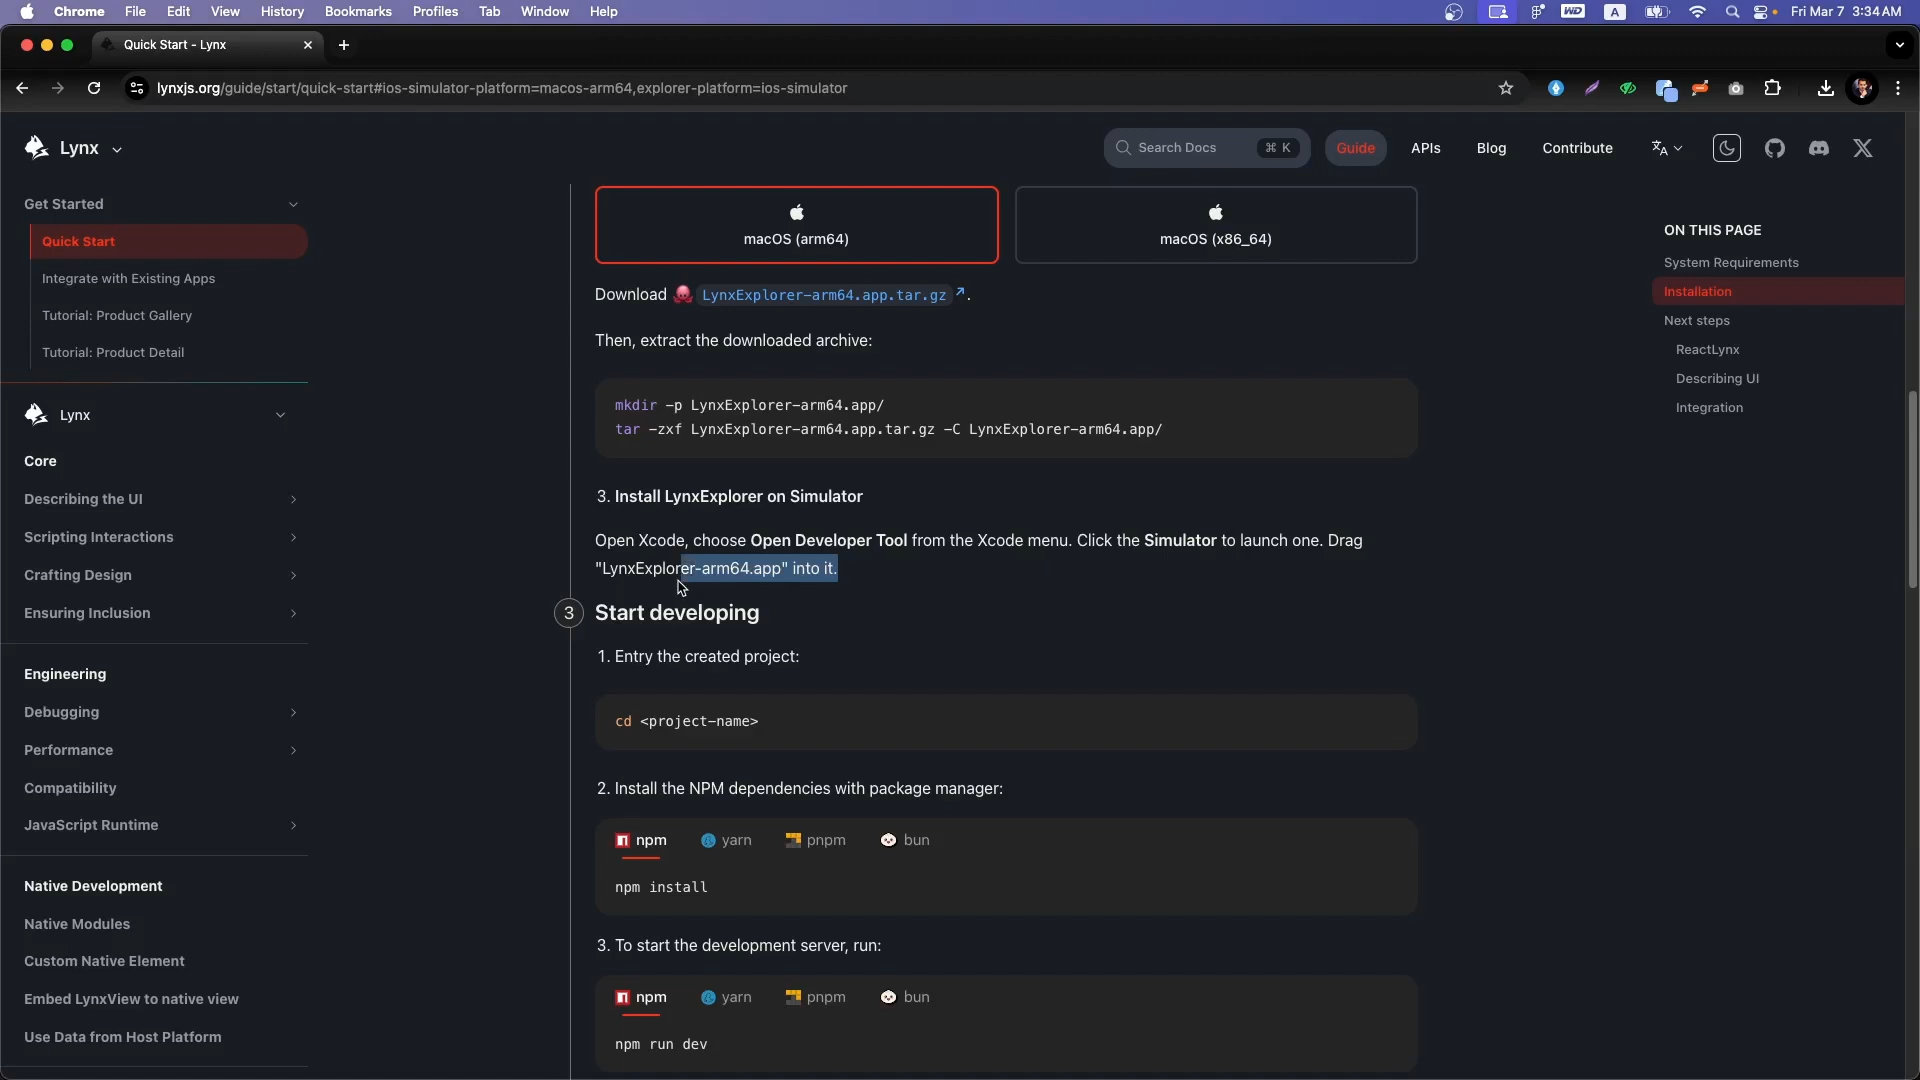 Chrome File Edit View History Bookmarks Profiles Tab Window Help
WD A Fri Mar 7 3:34 AM
Quick Start - Lynx
lynxjs.org/guide/start/quick-start#ios-simulator-platform=macos-arm64,explorer-platform=ios-simulator
Lynx
Search Docs ⌘ K Guide APIs Blog Contribute
Get Started
Quick Start
Integrate with Existing Apps
Tutorial: Product Gallery
Tutorial: Product Detail
Lynx
Core
Describing the UI
Scripting Interactions
Crafting Design
Ensuring Inclusion
Engineering
Debugging
Performance
Compatibility
JavaScript Runtime
Native Development
Native Modules
Custom Native Element
Embed LynxView to native view
Use Data from Host Platform
macOS (arm64)
macOS (x86_64)
Download 🐙 LynxExplorer-arm64.app.tar.gz ↗.
Then, extract the downloaded archive:
mkdir -p LynxExplorer-arm64.app/
tar -zxf LynxExplorer-arm64.app.tar.gz -C LynxExplorer-arm64.app/
3. Install LynxExplorer on Simulator
Open Xcode, choose Open Developer Tool from the Xcode menu. Click the Simulator to launch one. Drag
"LynxExplorer-arm64.app" into it.
3 Start developing
1. Entry the created project:
cd <project-name>
2. Install the NPM dependencies with package manager:
npm yarn pnpm bun
npm install
3. To start the development server, run:
npm yarn pnpm bun
npm run dev
ON THIS PAGE
System Requirements
Installation
Next steps
ReactLynx
Describing UI
Integration